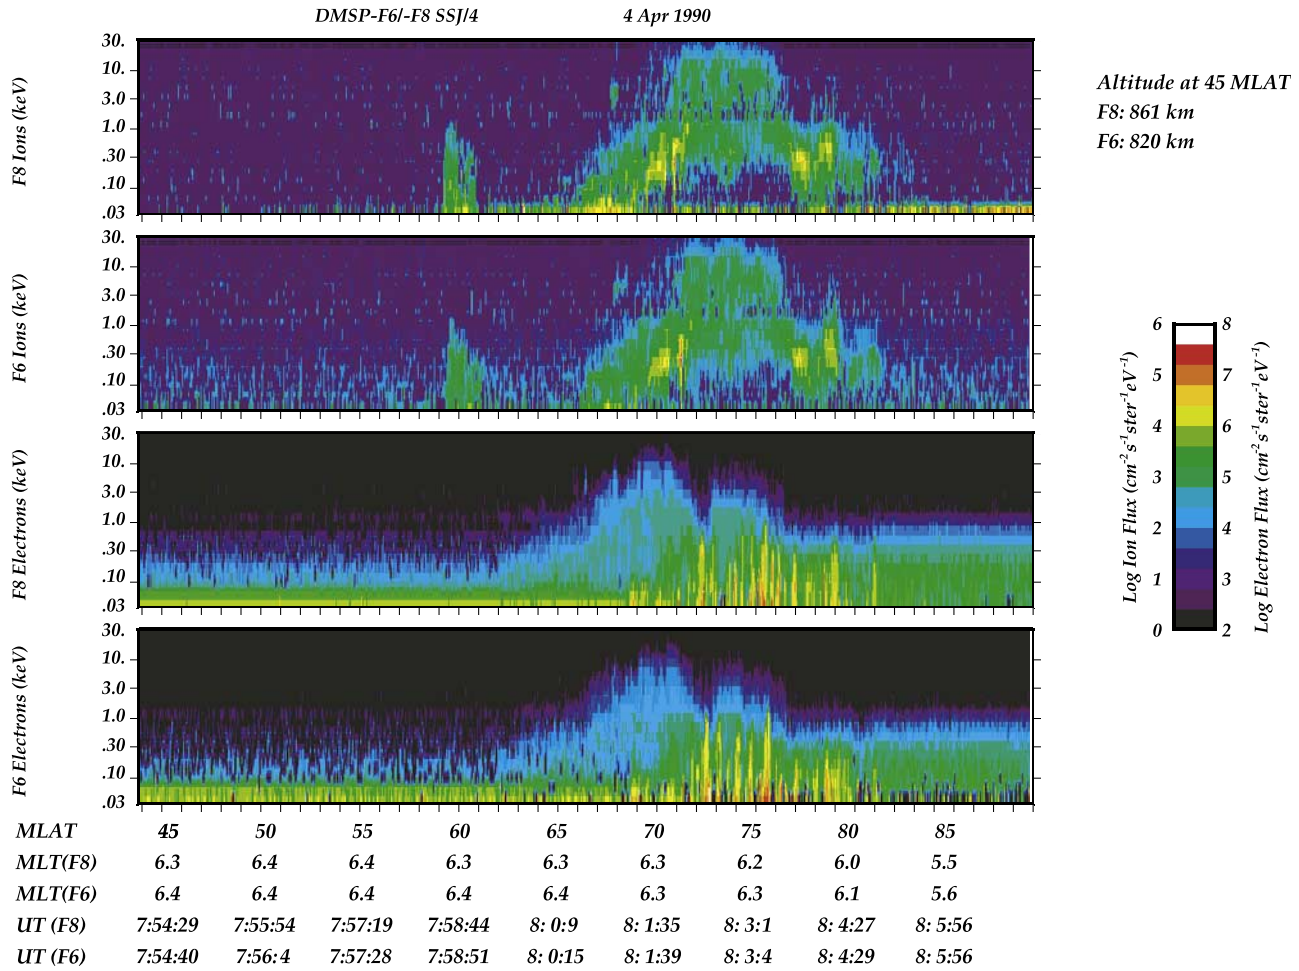 DMSP-F6/-F8 SSJ/4 4 Apr 1990
30.
10.
3.0
1.0
.30
.10
.03
F8 Ions (keV)
Altitude at 45 MLAT
F8: 861 km
F6: 820 km
30.
10.
3.0
1.0
.30
.10
.03
F6 Ions (keV)
30.
10.
3.0
1.0
.30
.10
.03
F8 Electrons (keV)
30.
10.
3.0
1.0
.30
.10
.03
F6 Electrons (keV)
6 8
5 7
4 6
3 5
2 4
1 3
0 2
Log Ion Flux (cm-2 s-1 ster-1 eV-1)
Log Electron Flux (cm-2 s-1 ster-1 eV-1)
MLAT 45 50 55 60 65 70 75 80 85
MLT(F8) 6.3 6.4 6.4 6.3 6.3 6.3 6.2 6.0 5.5
MLT(F6) 6.4 6.4 6.4 6.4 6.4 6.3 6.3 6.1 5.6
UT (F8) 7:54:29 7:55:54 7:57:19 7:58:44 8: 0:9 8: 1:35 8: 3:1 8: 4:27 8: 5:56
UT (F6) 7:54:40 7:56:4 7:57:28 7:58:51 8: 0:15 8: 1:39 8: 3:4 8: 4:29 8: 5:56